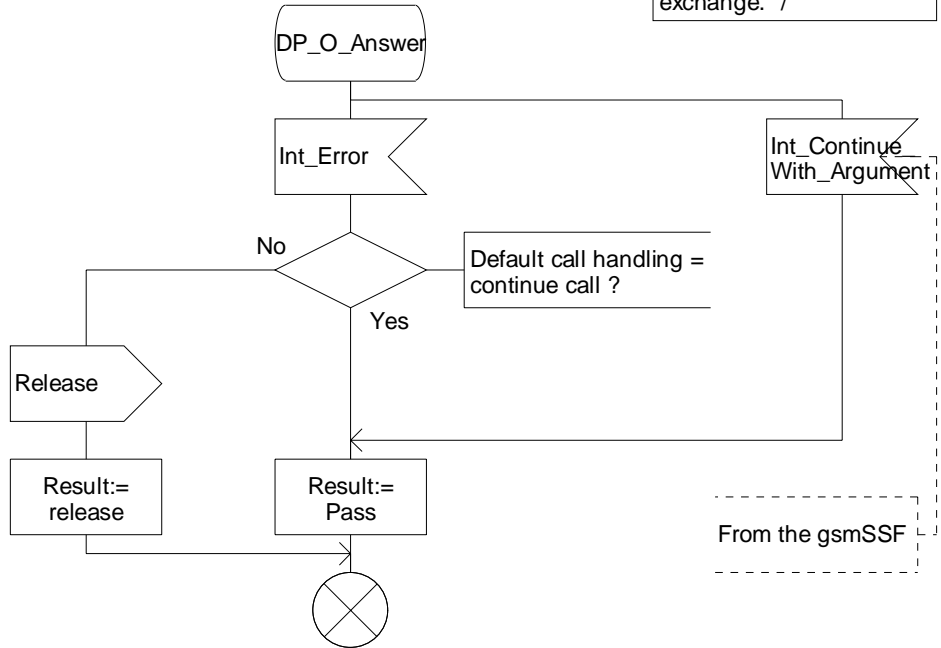 exchange. */
DP_O_Answer
Int_Error
Int_Continue_
With_Argument
No
Default call handling =
continue call ?
Yes
Release
Result:=
release
Result:=
Pass
From the gsmSSF